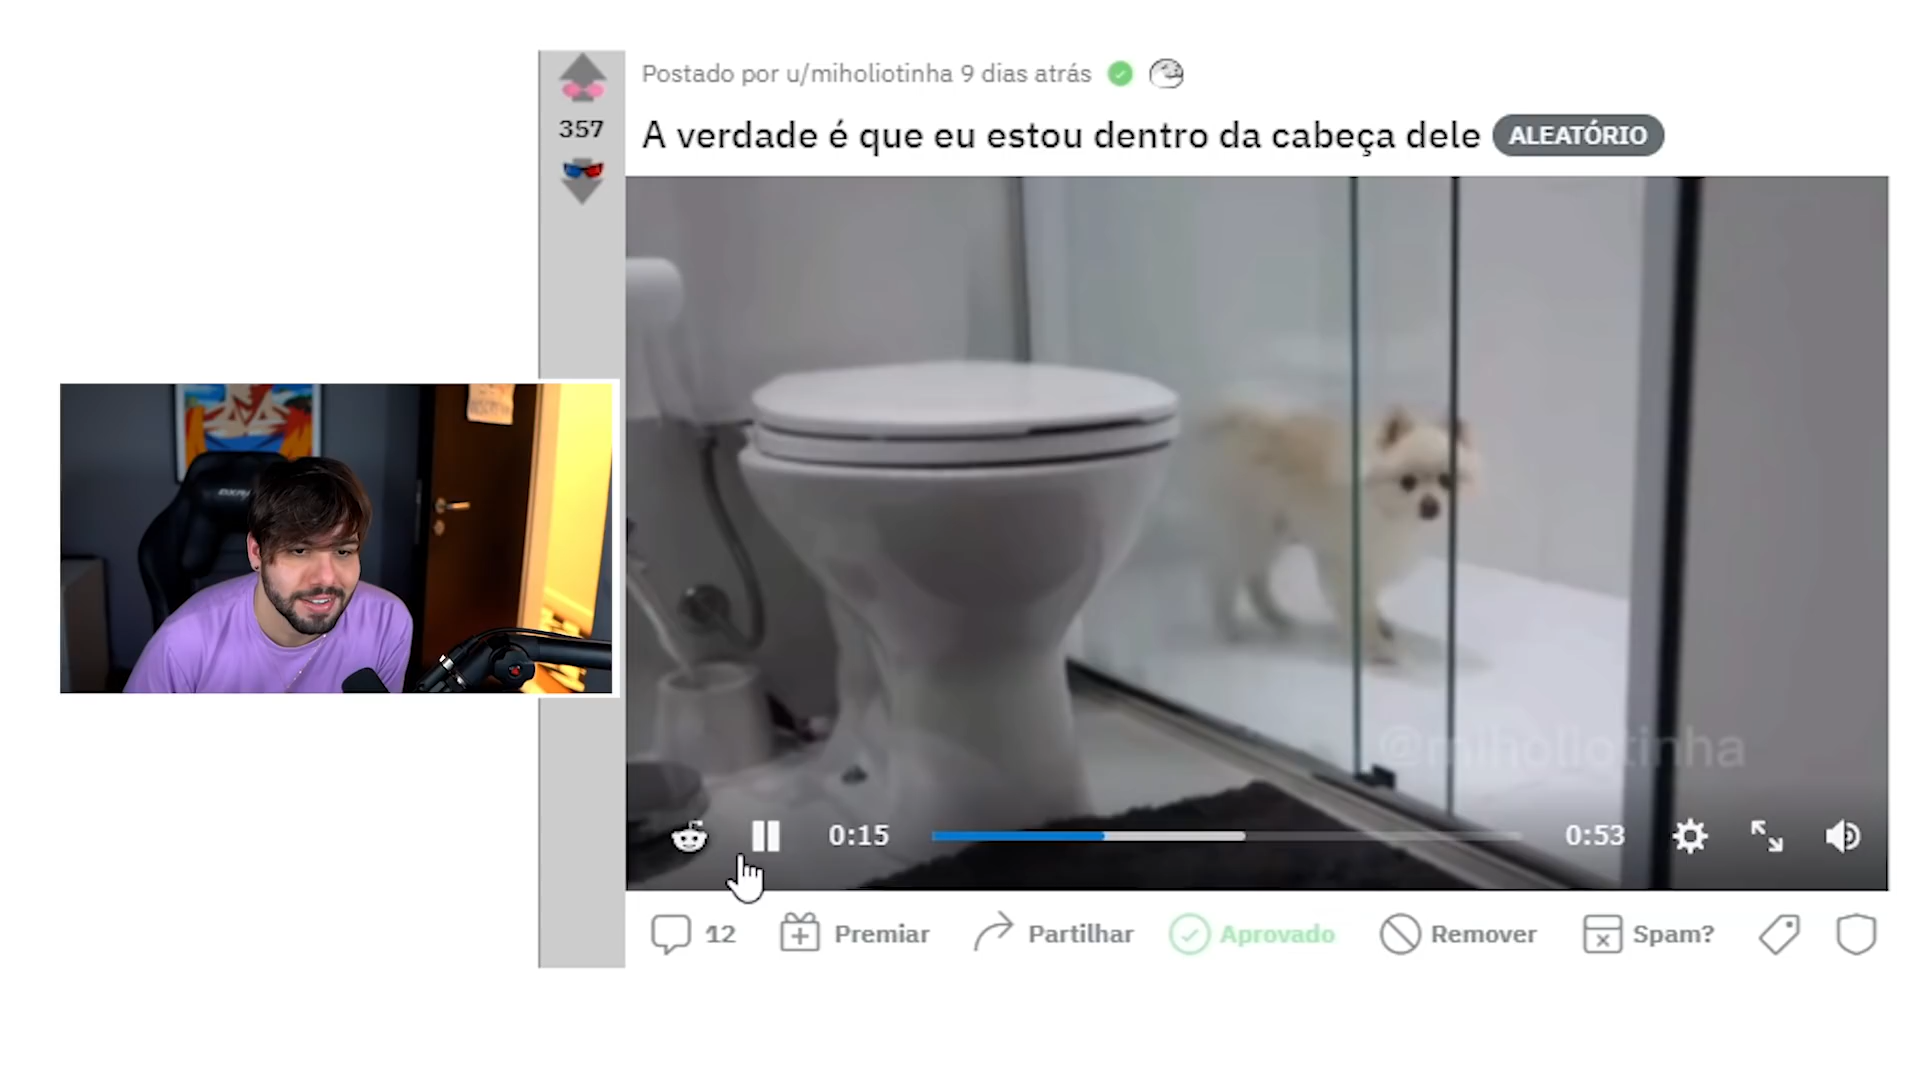 Postado por u/miholiotinha 9 dias atrás
357
A verdade é que eu estou dentro da cabeça dele
ALEATÓRIO
@miholiotinha
0:15
0:53
12
Premiar
Partilhar
Aprovado
Remover
Spam?